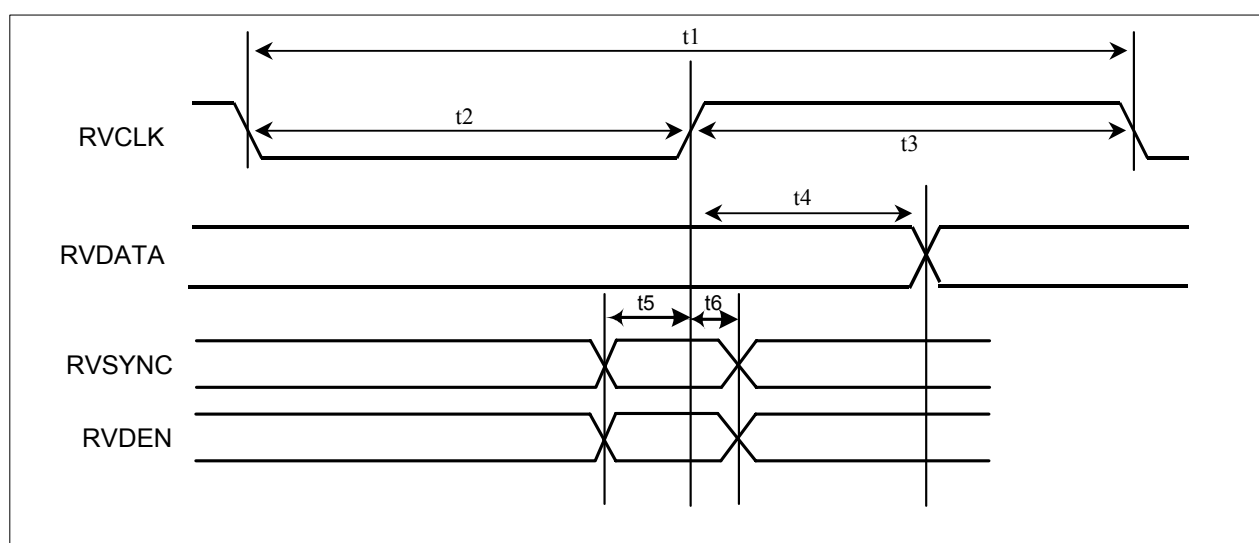 t1
RVCLK
t2
t3
t4
RVDATA
t5
t6
RVSYNC
RVDEN